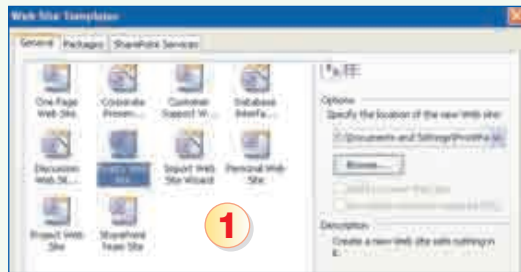 Web Site Templates
General Packages SharePoint Services
One Page
Web Site
Corporate
Presen...
Customer
Support W...
Database
Interfa...
Discussion
Web Si...
Import Web
Site Wizard
Personal Web
Site
Project Web
Site
SharePoint
Team Site
1
Options
Specify the location of the new Web site:
Browse...
Description
Create a new Web site with nothing in
it.